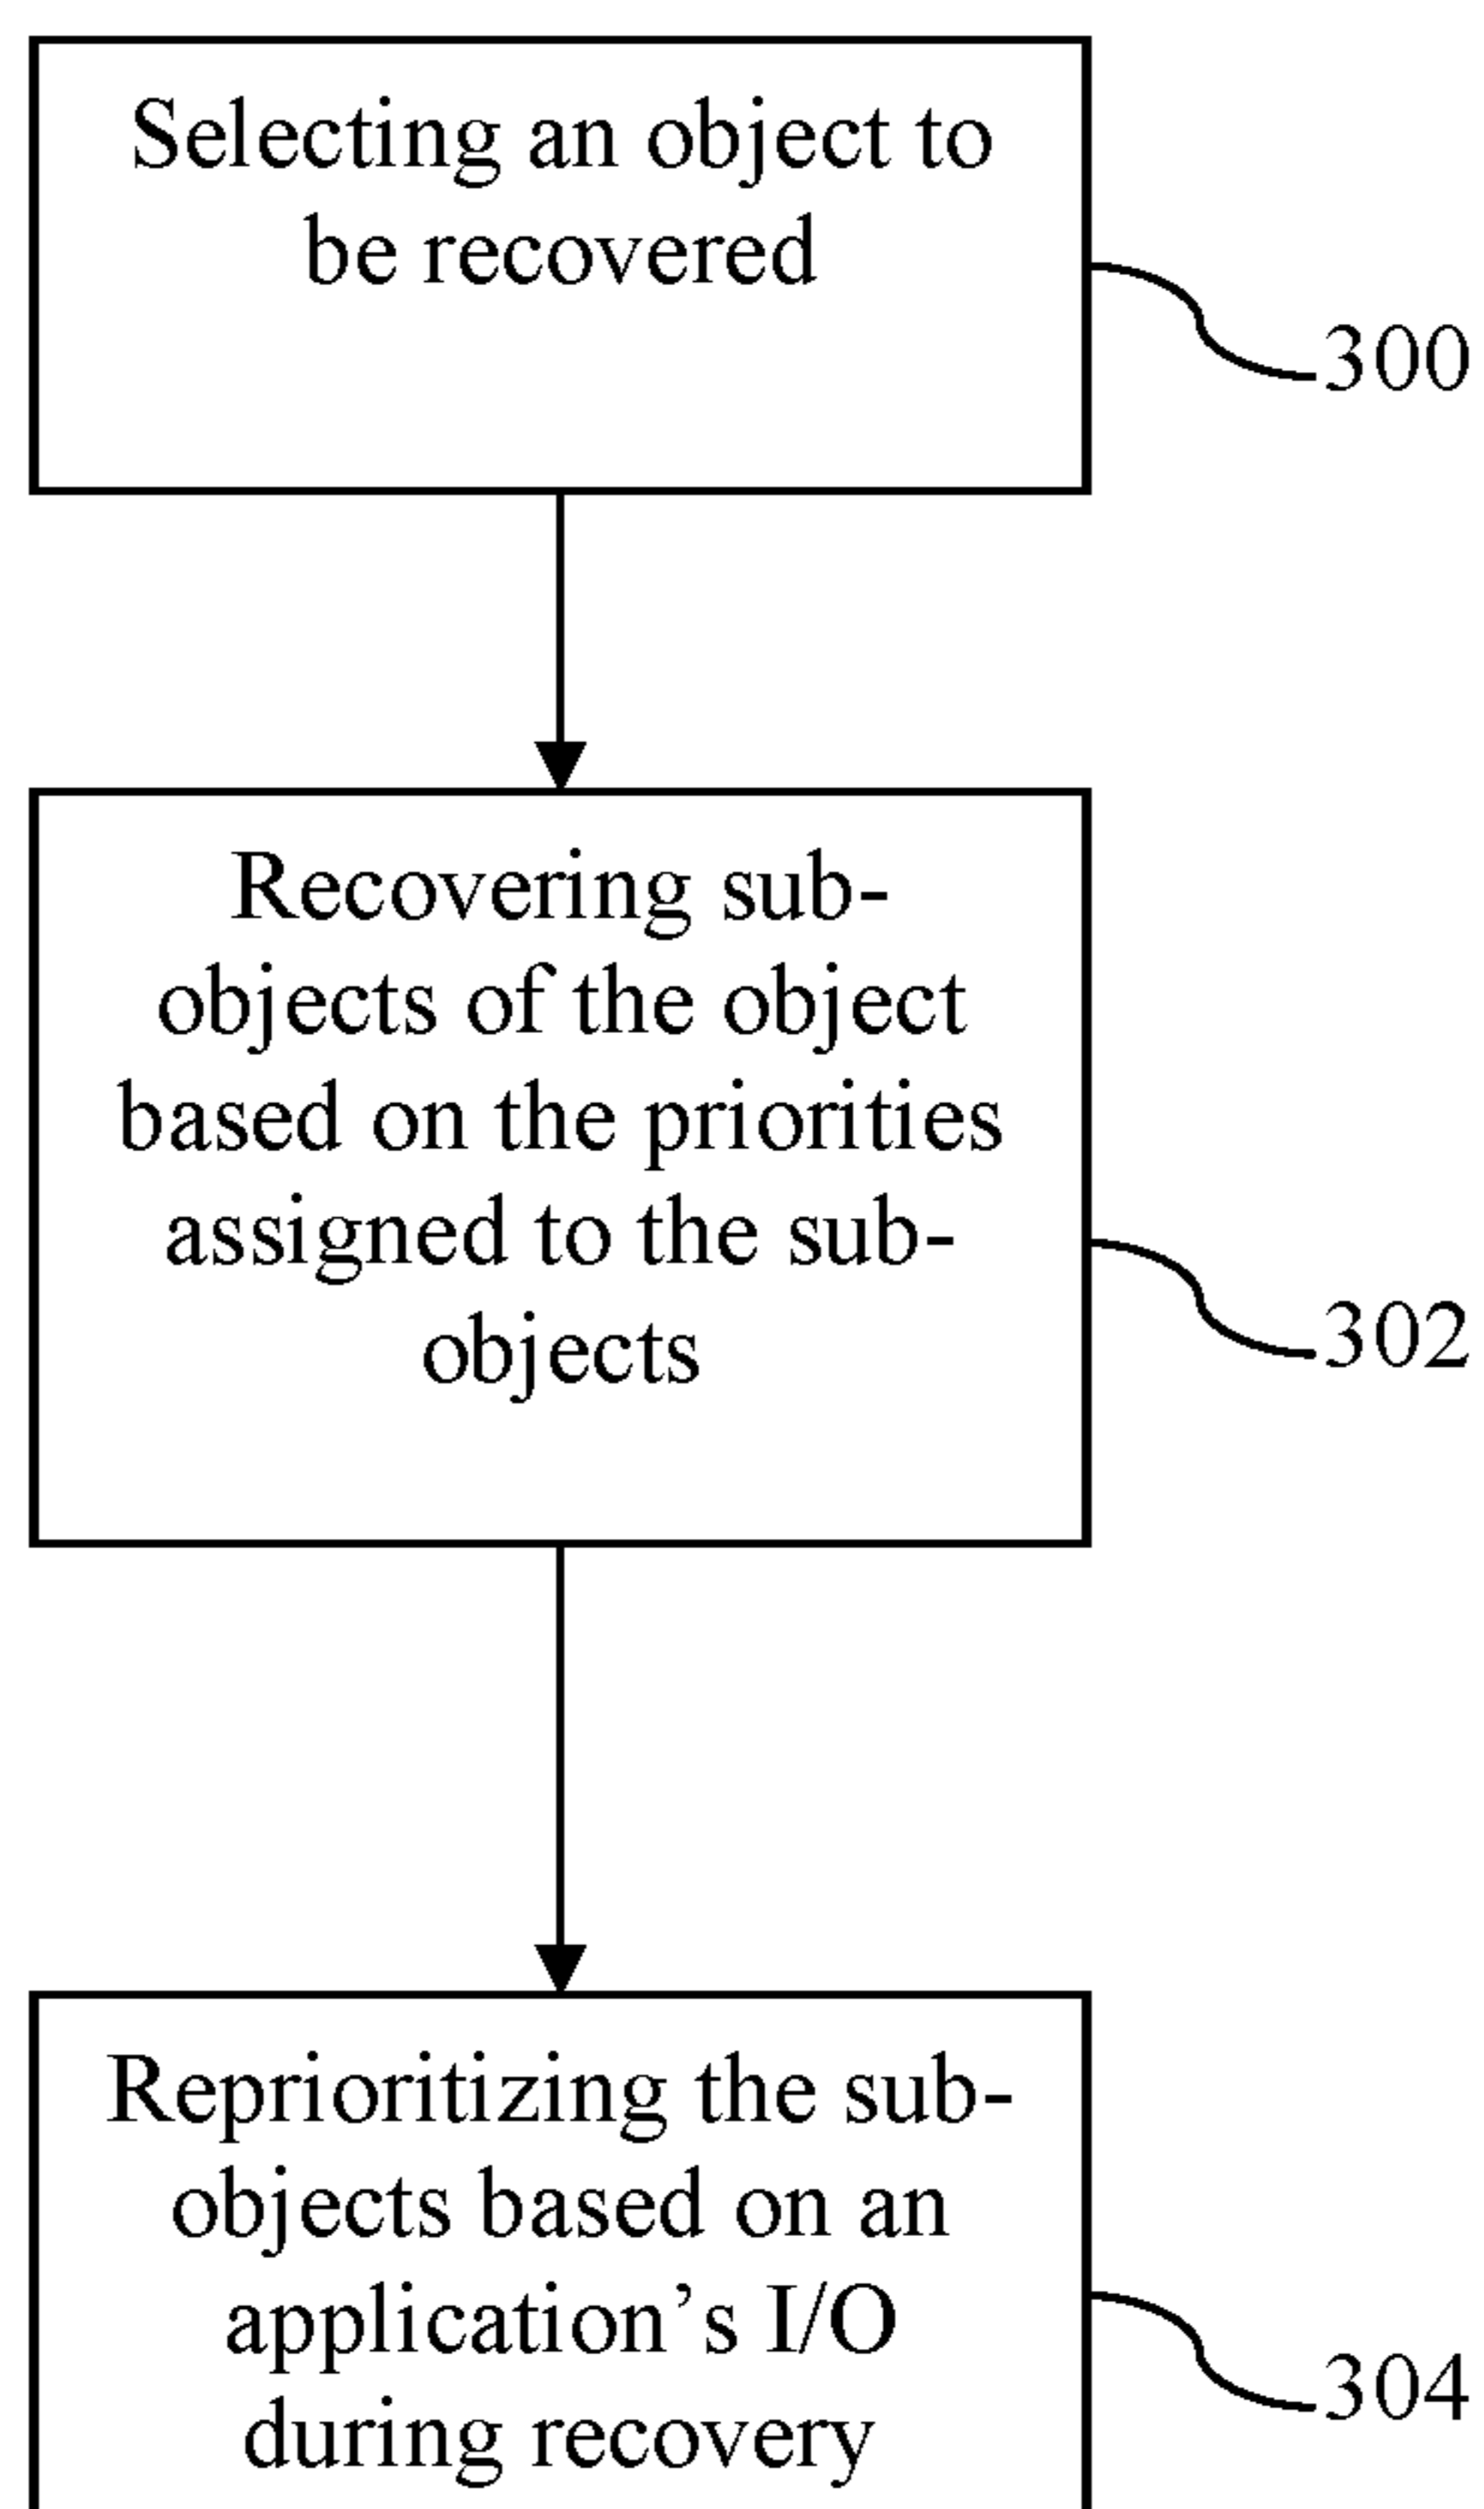 Selecting an object to
be recovered
300
Recovering sub-
objects of the object
based on the priorities
assigned to the sub-
objects
302
Reprioritizing the sub-
objects based on an
application’s I/O
during recovery
304